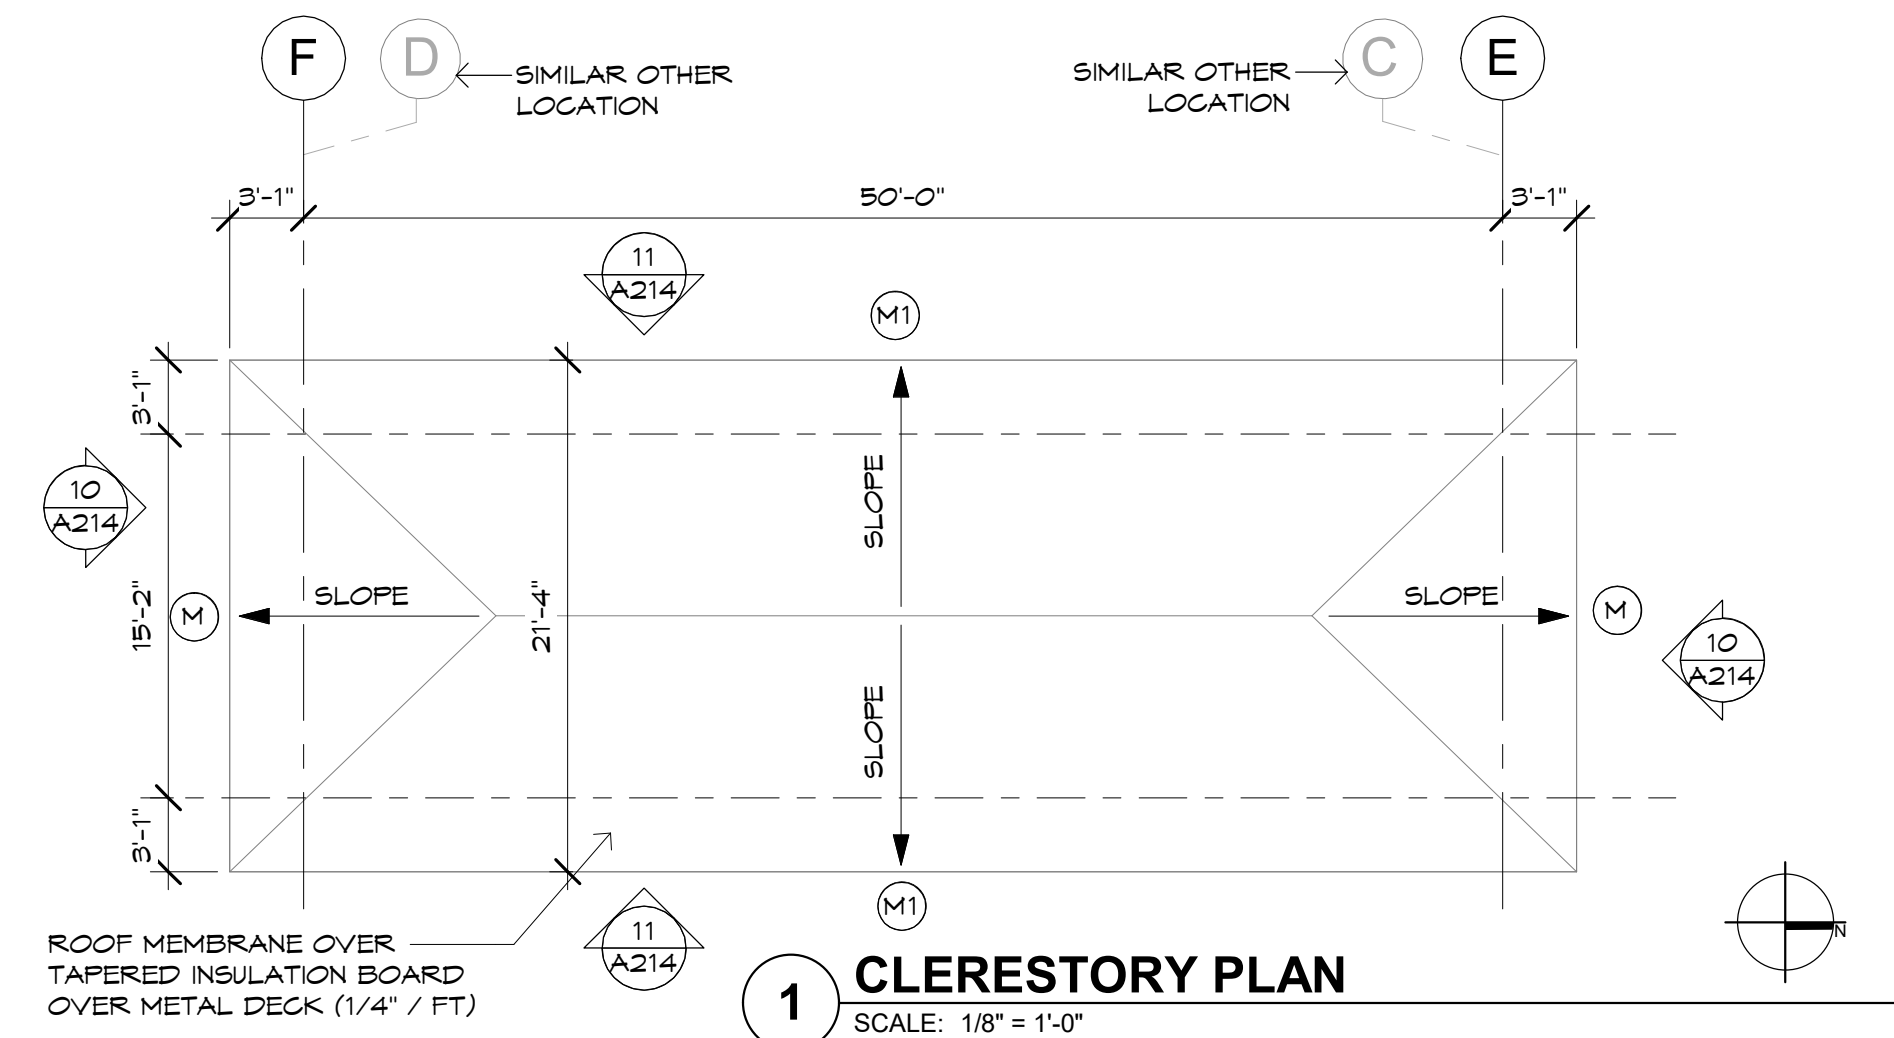 F
D
SIMILAR OTHER
LOCATION
SIMILAR OTHER
LOCATION
C
E
3'-1"
50'-0"
3'-1"
11
A214
M1
3'-1"
10
A214
15'-2"
M
SLOPE
21'-4"
SLOPE
SLOPE
SLOPE
M
10
A214
3'-1"
M1
11
A214
ROOF MEMBRANE OVER
TAPERED INSULATION BOARD
OVER METAL DECK (1/4" / FT)
N
1
CLERESTORY PLAN
SCALE: 1/8" = 1'-0"